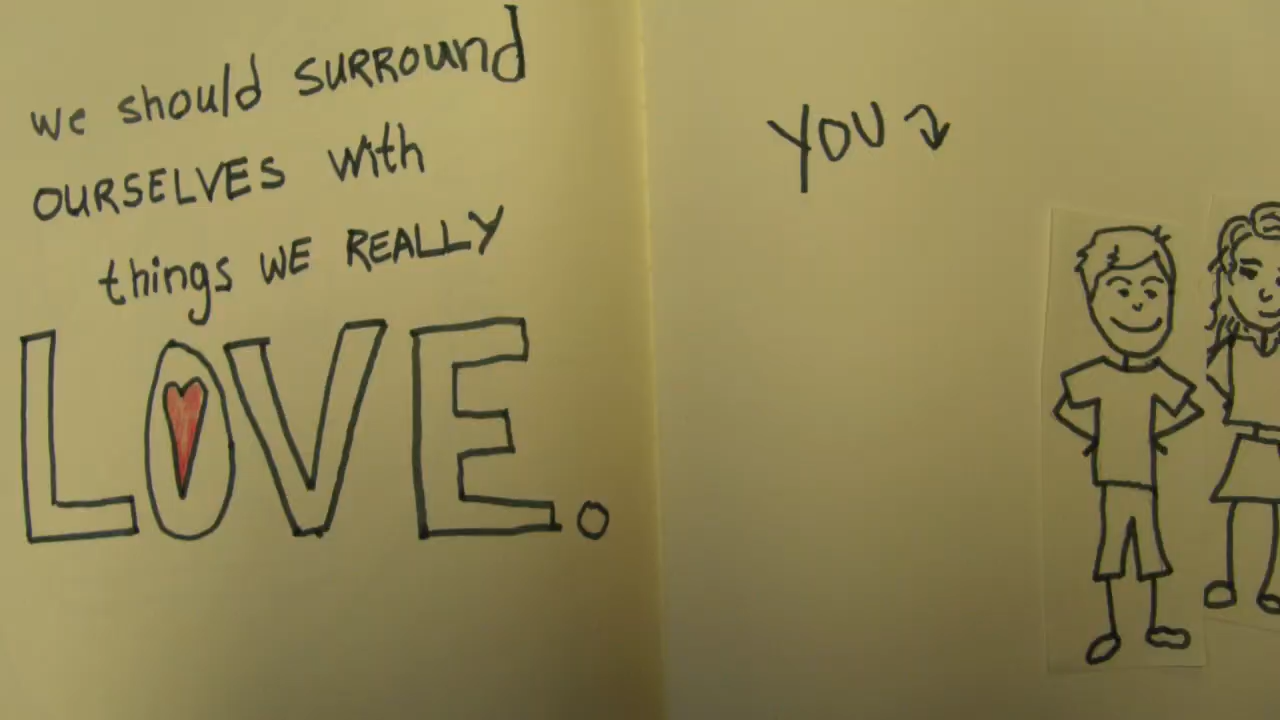 we should SURROUnd
OURSELVES with
things WE REALLY
LOVE.
YOU